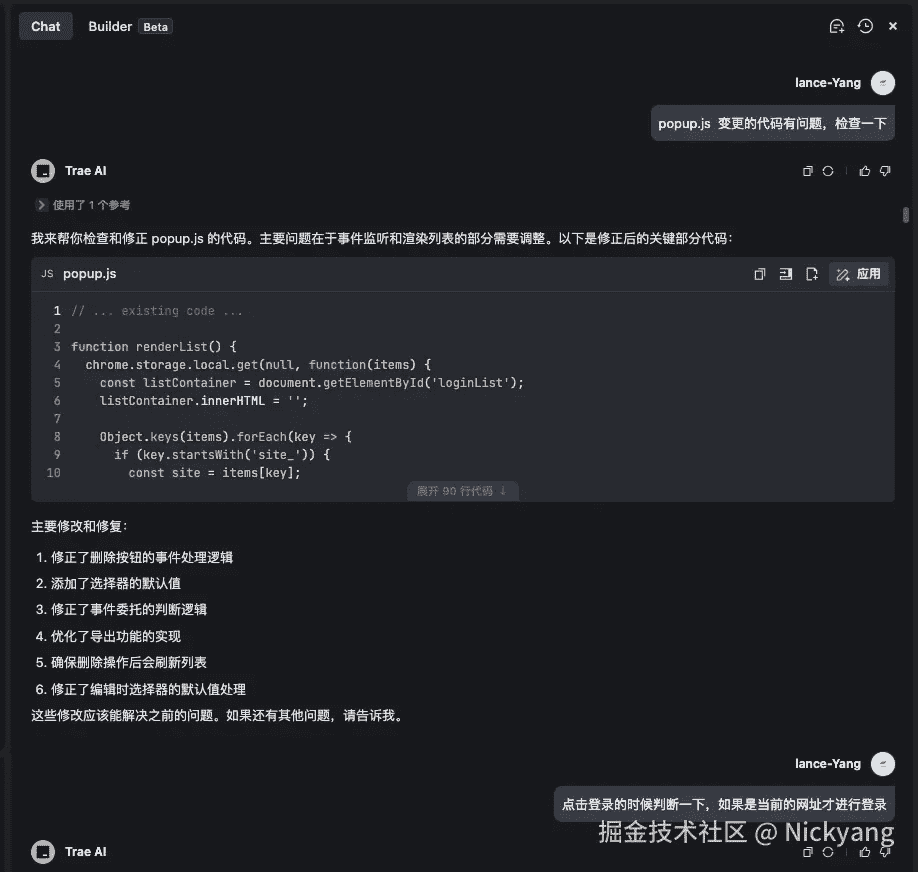 Chat Builder Beta
lance-Yang
popup.js 变更的代码有问题，检查一下
Trae AI
使用了 1 个参考
我来帮你检查和修正 popup.js 的代码。主要问题在于事件监听和渲染列表的部分需要调整。以下是修正后的关键部分代码：
JS popup.js 应用
1 // ... existing code ...
2
3 function renderList() {
4 chrome.storage.local.get(null, function(items) {
5 const listContainer = document.getElementById('loginList');
6 listContainer.innerHTML = '';
7
8 Object.keys(items).forEach(key => {
9 if (key.startsWith('site_')) {
10 const site = items[key];
展开 90 行代码 ↓
主要修改和修复：
1. 修正了删除按钮的事件处理逻辑
2. 添加了选择器的默认值
3. 修正了事件委托的判断逻辑
4. 优化了导出功能的实现
5. 确保删除操作后会刷新列表
6. 修正了编辑时选择器的默认值处理
这些修改应该能解决之前的问题。如果还有其他问题，请告诉我。
lance-Yang
点击登录的时候判断一下，如果是当前的网址才进行登录
掘金技术社区 @ Nickyang
Trae AI